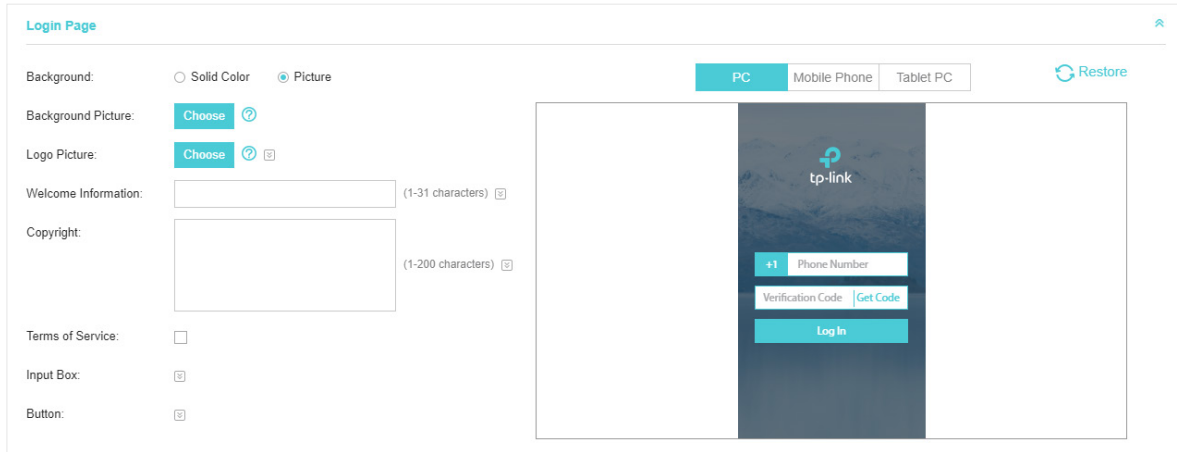 Login Page
Background: Solid Color Picture
PC Mobile Phone Tablet PC
Restore
Background Picture: Choose ?
Logo Picture: Choose ?
Welcome Information: (1-31 characters)
Copyright: (1-200 characters)
Terms of Service:
Input Box:
Button:
tp-link
+1 Phone Number
Verification Code Get Code
Log In